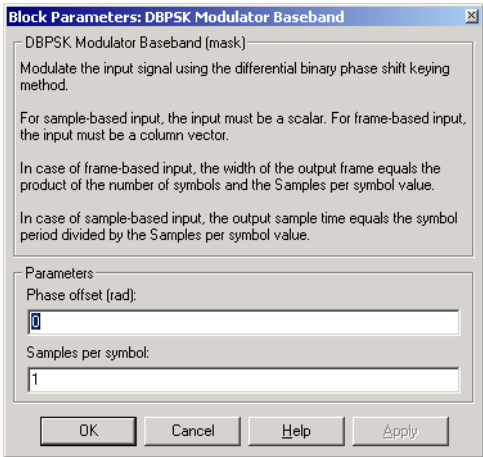 Block Parameters: DBPSK Modulator Baseband
DBPSK Modulator Baseband (mask)
Modulate the input signal using the differential binary phase shift keying
method.
For sample-based input, the input must be a scalar. For frame-based input,
the input must be a column vector.
In case of frame-based input, the width of the output frame equals the
product of the number of symbols and the Samples per symbol value.
In case of sample-based input, the output sample time equals the symbol
period divided by the Samples per symbol value.
Parameters
Phase offset (rad):
0
Samples per symbol:
1
OK Cancel Help Apply